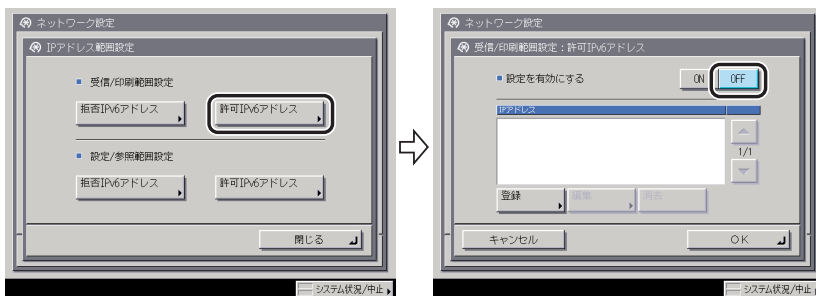 ネットワーク設定
IPアドレス範囲設定
受信/印刷範囲設定
拒否IPv6アドレス
許可IPv6アドレス
設定/参照範囲設定
拒否IPv6アドレス
許可IPv6アドレス
閉じる
システム状況/中止
ネットワーク設定
受信/印刷範囲設定:許可IPv6アドレス
設定を有効にする
ON
OFF
IPアドレス
1/1
登録
編集
消去
キャンセル
OK
システム状況/中止